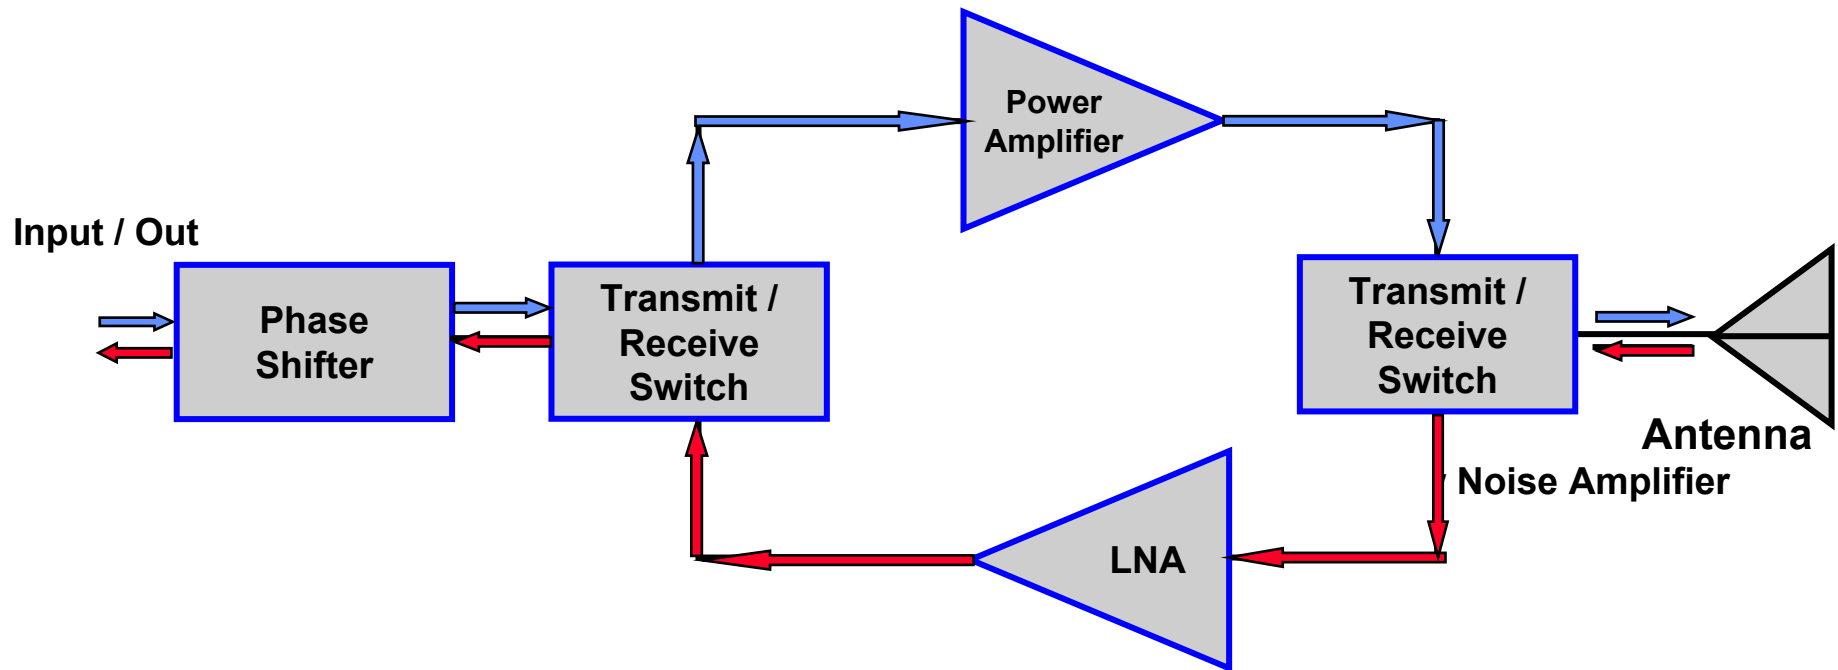 Power
Amplifier
Input / Out
Phase
Shifter
Transmit /
Receive
Switch
Transmit /
Receive
Switch
Antenna
Noise Amplifier
LNA